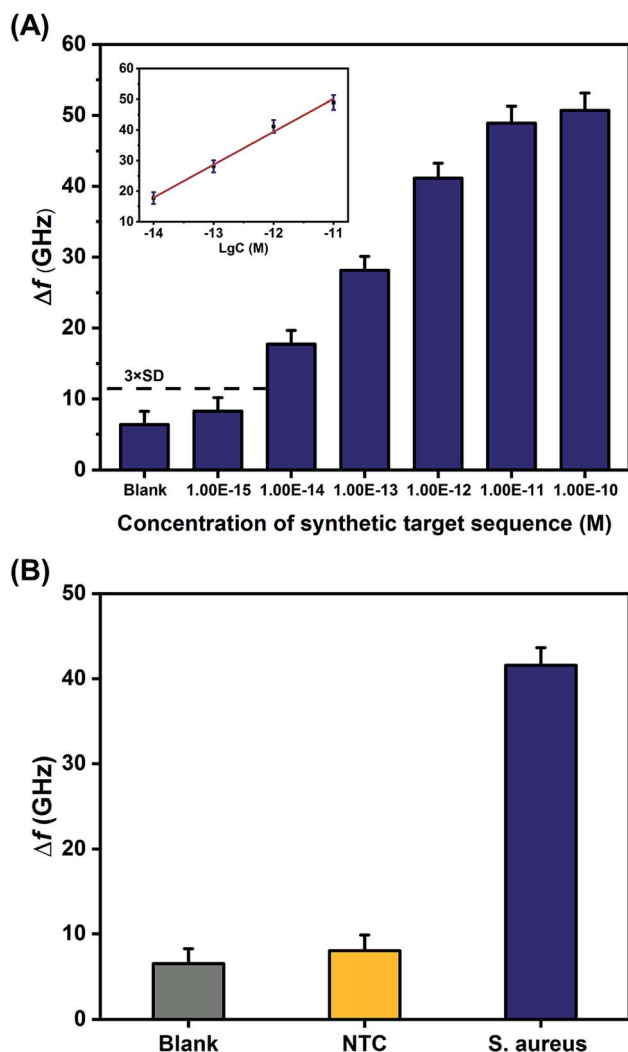 (A)
60
50
40
30
20
10
0
Δf (GHz)
60
50
40
30
20
10
-14 -13 -12 -11
LgC (M)
3×SD
Blank 1.00E-15 1.00E-14 1.00E-13 1.00E-12 1.00E-11 1.00E-10
Concentration of synthetic target sequence (M)
(B)
50
40
30
20
10
0
Δf (GHz)
Blank NTC S. aureus